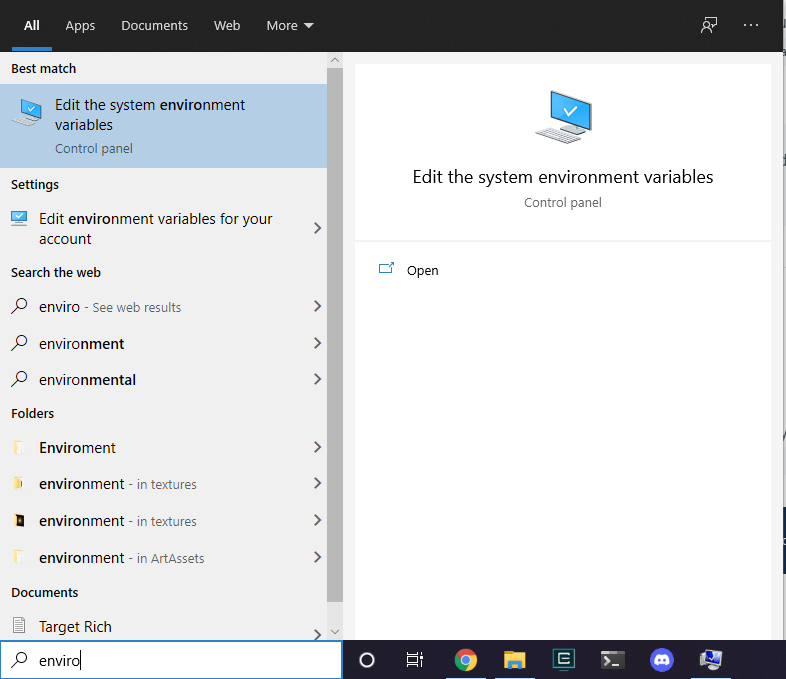 All Apps Documents Web More
Best match
Edit the system environment
variables
Control panel
Settings
Edit environment variables for your
account
Search the web
enviro - See web results
environment
environmental
Folders
Enviroment
environment - in textures
environment - in textures
environment - in ArtAssets
Documents
Target Rich
enviro
Edit the system environment variables
Control panel
Open